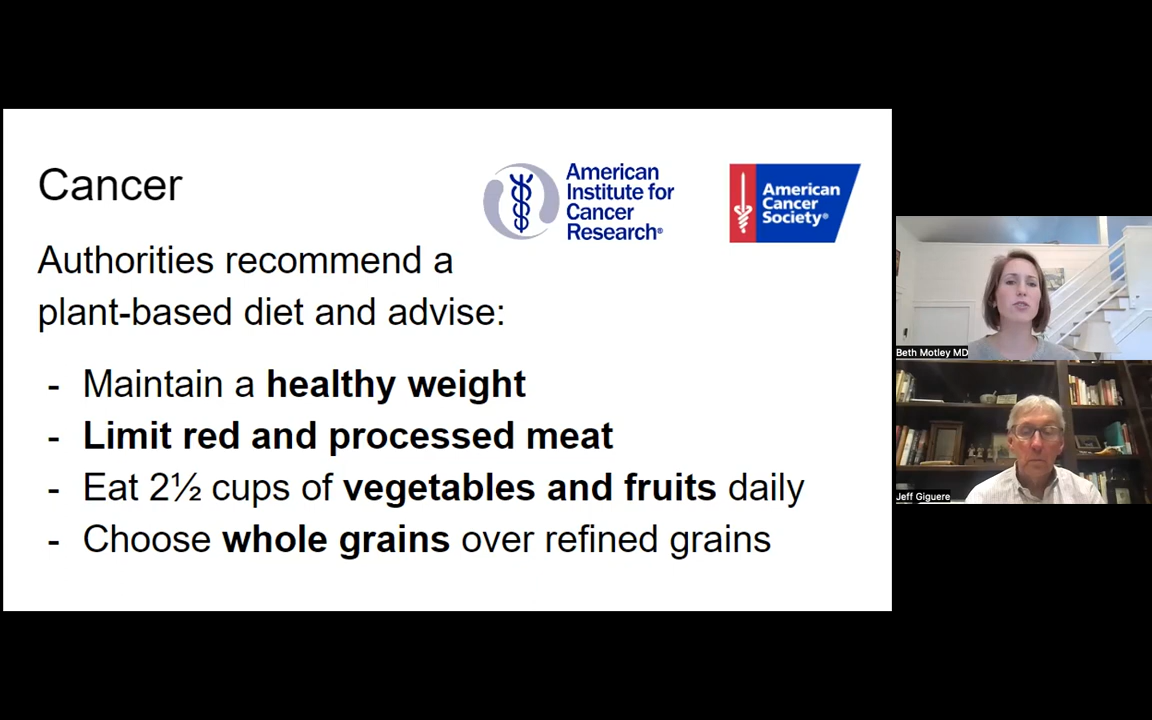 Cancer
American
Institute for
Cancer
Research®
American
Cancer
Society®
Authorities recommend a
plant-based diet and advise:
- Maintain a healthy weight
- Limit red and processed meat
- Eat 2½ cups of vegetables and fruits daily
- Choose whole grains over refined grains
Beth Motley MD
Jeff Giguere